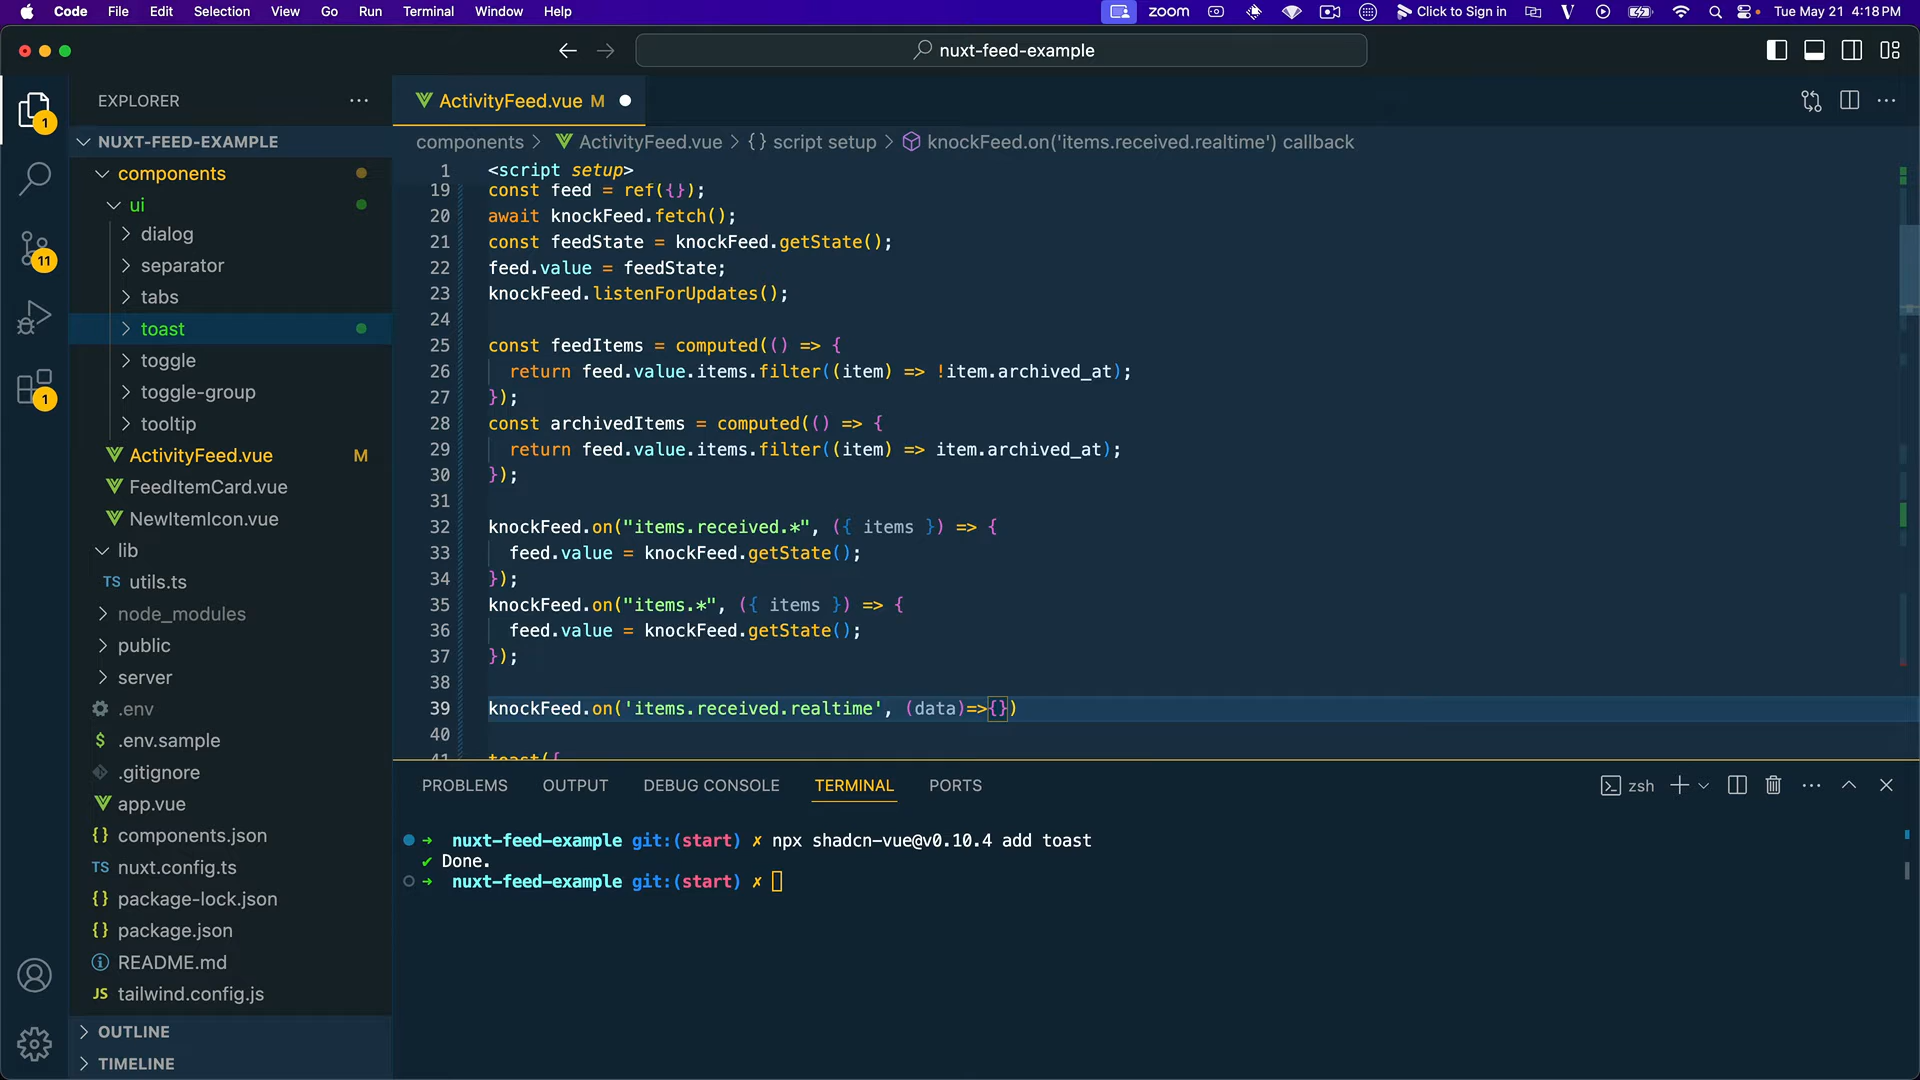 Code File Edit Selection View Go Run Terminal Window Help
zoom Click to Sign in Tue May 21 4:18 PM
nuxt-feed-example
EXPLORER
ActivityFeed.vue M
components > ActivityFeed.vue > {} script setup > knockFeed.on('items.received.realtime') callback
1
11
1
NUXT-FEED-EXAMPLE
components
ui
dialog
separator
tabs
toast
toggle
toggle-group
tooltip
ActivityFeed.vue M
FeedItemCard.vue
NewItemIcon.vue
lib
TS utils.ts
node_modules
public
server
.env
$ .env.sample
.gitignore
app.vue
{} components.json
TS nuxt.config.ts
{} package-lock.json
{} package.json
README.md
JS tailwind.config.js
OUTLINE
TIMELINE
1 <script setup>
19 const feed = ref({});
20 await knockFeed.fetch();
21 const feedState = knockFeed.getState();
22 feed.value = feedState;
23 knockFeed.listenForUpdates();
24
25 const feedItems = computed(() => {
26 return feed.value.items.filter((item) => !item.archived_at);
27 });
28 const archivedItems = computed(() => {
29 return feed.value.items.filter((item) => item.archived_at);
30 });
31
32 knockFeed.on("items.received.*", ({ items }) => {
33 feed.value = knockFeed.getState();
34 });
35 knockFeed.on("items.*", ({ items }) => {
36 feed.value = knockFeed.getState();
37 });
38
39 knockFeed.on('items.received.realtime', (data)=>{})
40
41 toast({
PROBLEMS OUTPUT DEBUG CONSOLE TERMINAL PORTS
zsh
➜ nuxt-feed-example git:(start) ✗ npx shadcn-vue@v0.10.4 add toast
✔ Done.
➜ nuxt-feed-example git:(start) ✗